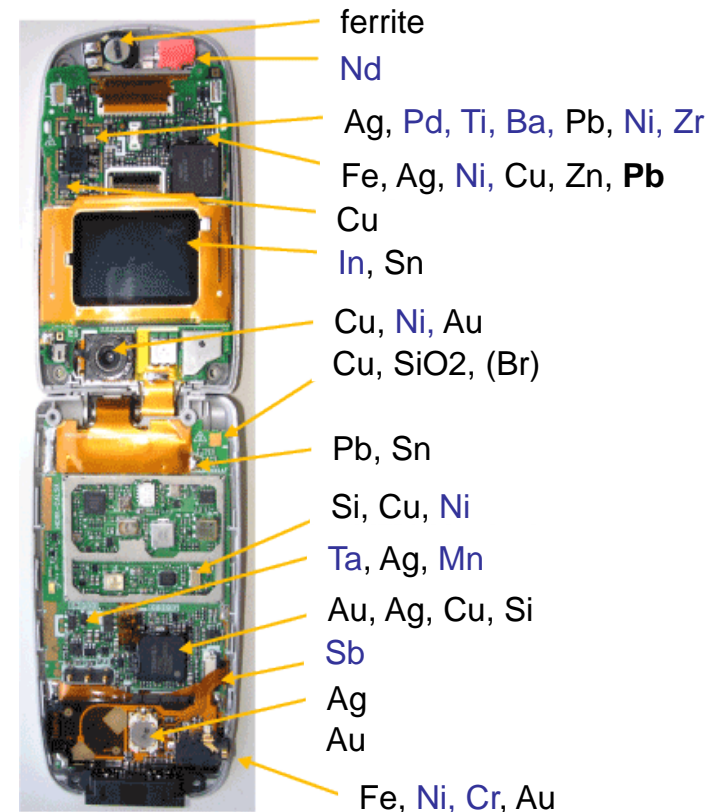 ferrite
Nd
Ag, Pd, Ti, Ba, Pb, Ni, Zr
Fe, Ag, Ni, Cu, Zn, Pb
Cu
In, Sn
Cu, Ni, Au
Cu, SiO2, (Br)
Pb, Sn
Si, Cu, Ni
Ta, Ag, Mn
Au, Ag, Cu, Si
Sb
Ag
Au
Fe, Ni, Cr, Au